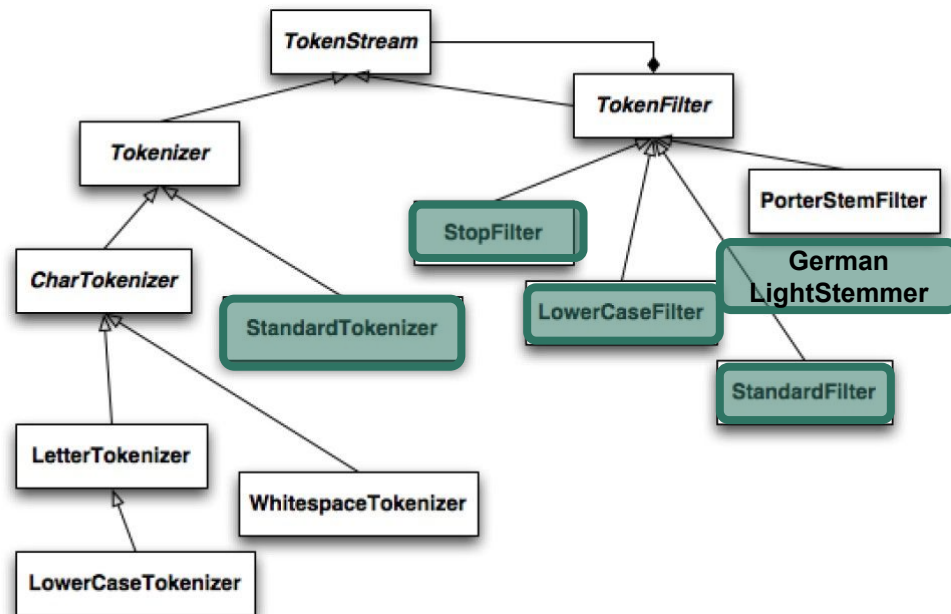 TokenStream
TokenFilter
Tokenizer
PorterStemFilter
StopFilter
German
LightStemmer
CharTokenizer
LowerCaseFilter
StandardTokenizer
StandardFilter
LetterTokenizer
WhitespaceTokenizer
LowerCaseTokenizer